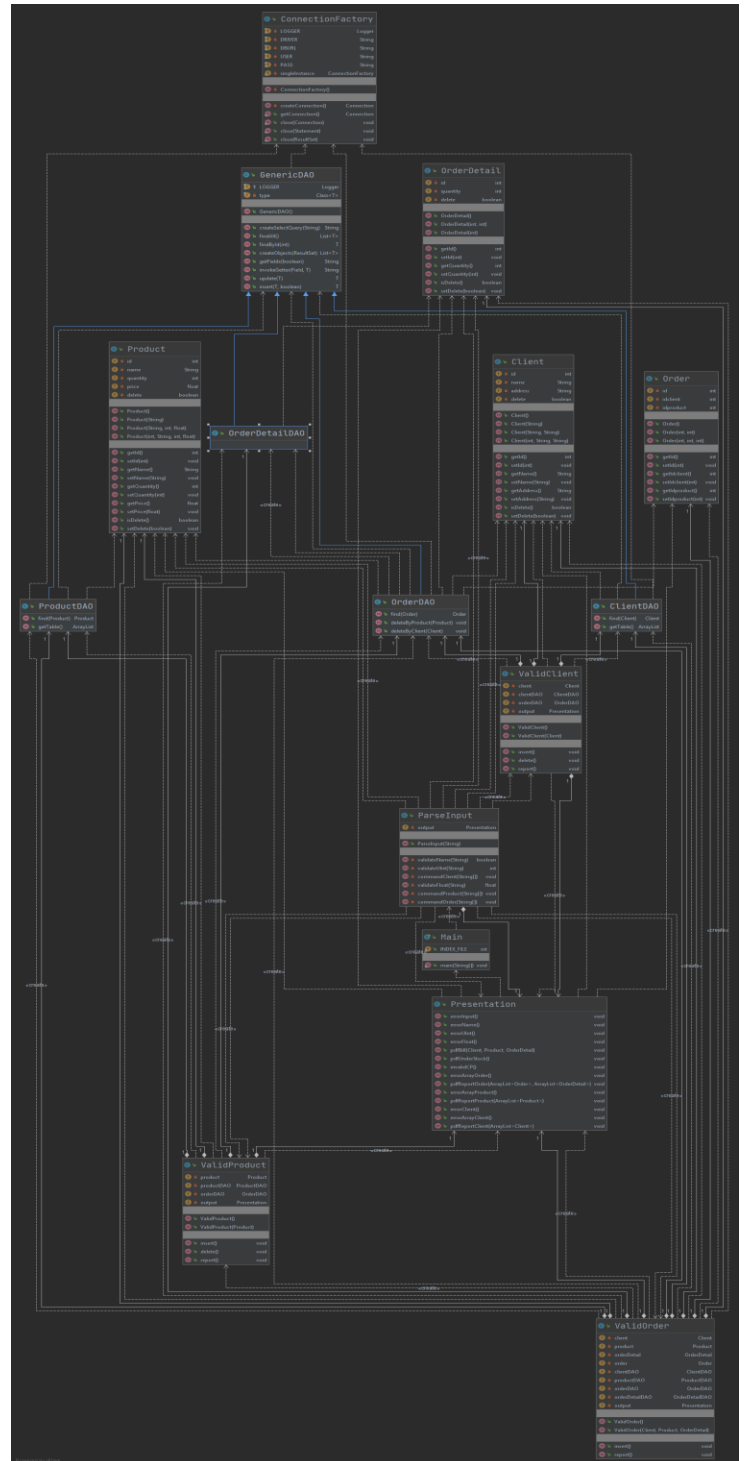 ConnectionFactory
LOGGER Logger
DRIVER String
DBURL String
USER String
PASS String
singleInstance ConnectionFactory
ConnectionFactory()
createConnection() Connection
getConnection() Connection
close(Connection) void
close(Statement) void
close(ResultSet) void
GenericDAO
LOGGER Logger
type Class<T>
GenericDAO()
createSelectQuery(String) String
findAll() List<T>
findById(int) T
createObjects(ResultSet) List<T>
getFields(boolean) String
invokeGetter(Field, T) String
update(T) T
insert(T, boolean) T
OrderDetail
id int
quantity int
delete boolean
OrderDetail()
OrderDetail(int, int)
OrderDetail(int)
getId() int
setId(int) void
getQuantity() int
setQuantity(int) void
isDelete() boolean
setDelete(boolean) void
Product
id int
name String
quantity int
price float
delete boolean
Product()
Product(String)
Product(String, int, float)
Product(int, String, int, float)
getId() int
setId(int) void
getName() String
setName(String) void
getQuantity() int
setQuantity(int) void
getPrice() float
setPrice(float) void
isDelete() boolean
setDelete(boolean) void
Client
id int
name String
address String
delete boolean
Client()
Client(String)
Client(String, String)
Client(int, String, String)
getId() int
setId(int) void
getName() String
setName(String) void
getAddress() String
setAddress(String) void
isDelete() boolean
setDelete(boolean) void
Order
id int
idclient int
idproduct int
Order()
Order(int, int)
Order(int, int, int)
getId() int
setId(int) void
getIdclient() int
setIdclient(int) void
getIdproduct() int
setIdproduct(int) void
OrderDetailDAO
«create»
ProductDAO
find(Product) Product
getTable() ArrayList
OrderDAO
find(Order) Order
deleteByProduct(Product) void
deleteByClient(Client) void
ClientDAO
find(Client) Client
getTable() ArrayList
ValidClient
client Client
clientDAO ClientDAO
orderDAO OrderDAO
output Presentation
ValidClient()
ValidClient(Client)
insert() void
delete() void
report() void
ParseInput
output Presentation
ParseInput(String)
validateName(String) boolean
validateInt(String) int
commandClient(String[]) void
validateFloat(String) float
commandProduct(String[]) void
commandOrder(String[]) void
Main
INDEX_FILE int
main(String[]) void
Presentation
errorInput() void
errorName() void
errorInt() void
errorFloat() void
pdfBill(Client, Product, OrderDetail) void
pdfUnderStock() void
errorArrayOrder() void
pdfReportOrder(ArrayList<Order>, ArrayList<OrderDetail>) void
errorArrayProduct() void
pdfReportProduct(ArrayList<Product>) void
errorClient() void
errorArrayClient() void
pdfReportClient(ArrayList<Client>) void
ValidProduct
product Product
productDAO ProductDAO
orderDAO OrderDAO
output Presentation
ValidProduct()
ValidProduct(Product)
insert() void
delete() void
report() void
«create»
ValidOrder
client Client
product Product
orderDetail OrderDetail
order Order
clientDAO ClientDAO
productDAO ProductDAO
orderDAO OrderDAO
orderDetailDAO OrderDetailDAO
output Presentation
ValidOrder()
ValidOrder(Client, Product, OrderDetail)
insert() void
report() void